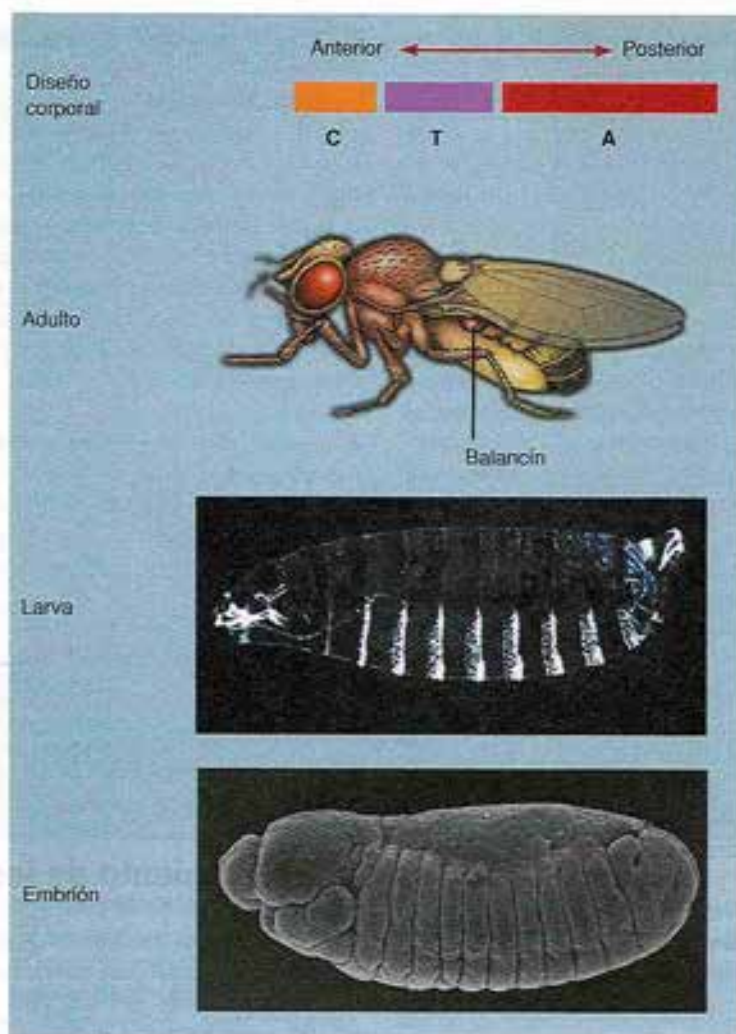 Anterior Posterior
Diseño
corporal
C T A
Adulto
Balancín
Larva
Embrión